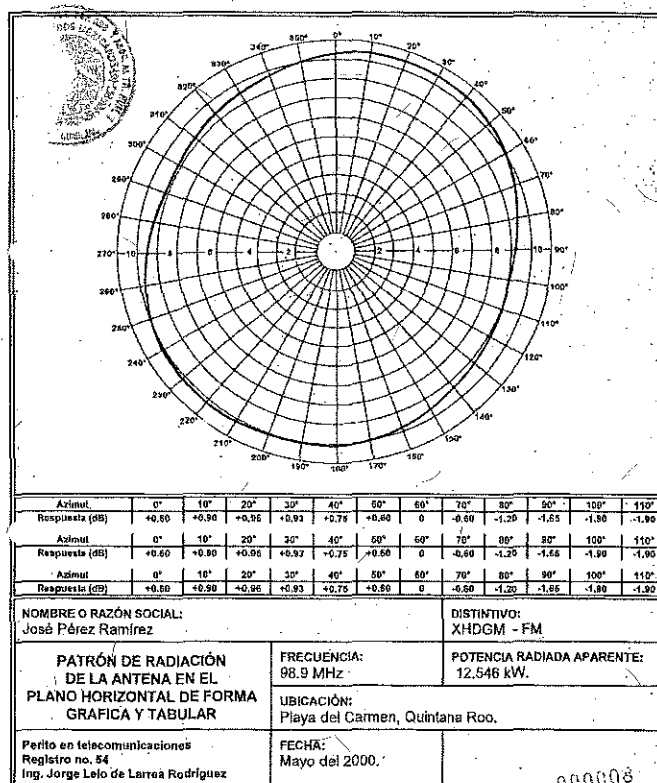 0°
10°
20°
30°
40°
50°
60°
70°
80°
90°
100°
110°
120°
130°
140°
150°
170°
180°
190°
200°
210°
220°
230°
240°
250°
260°
270°
280°
290°
300°
310°
320°
330°
340°
350°
10 8 6 4 2 2 4 6 8 10
Azimut. 0° 10° 20° 30° 40° 50° 60° 70° 80° 90° 100° 110°
Respuesta (dB) +0.60 +0.90 +0.96 +0.93 +0.75 +0.60 0 -0.60 -1.20 -1.65 -1.80 -1.90
Azimut 0° 10° 20° 30° 40° 50° 60° 70° 80° 90° 100° 110°
Respuesta (dB) +0.60 +0.90 +0.96 +0.93 +0.75 +0.60 0 -0.60 -1.20 -1.65 -1.90 -1.90
Azimut 0° 10° 20° 30° 40° 50° 60° 70° 80° 90° 100° 110°
Respuesta (dB) +0.60 +0.90 +0.96 +0.93 +0.75 +0.60 0 -0.60 -1.20 -1.65 -1.80 -1.90
NOMBRE O RAZÓN SOCIAL:
José Pérez Ramírez
DISTINTIVO:
XHDGM - FM
PATRÓN DE RADIACIÓN
DE LA ANTENA EN EL
PLANO HORIZONTAL DE FORMA
GRAFICA Y TABULAR
FRECUENCIA:
98.9 MHz
POTENCIA RADIADA APARENTE:
12,546 kW.
UBICACIÓN:
Playa del Carmen, Quintana Roo.
Perito en telecomunicaciones
Registro no. 54
Ing. Jorge Lelo de Larrea Rodríguez
FECHA:
Mayo del 2000.
000008